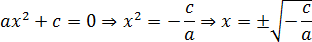 ax² + c = 0 ⇒ x² = −c/a ⇒ x = ±√(−c/a)